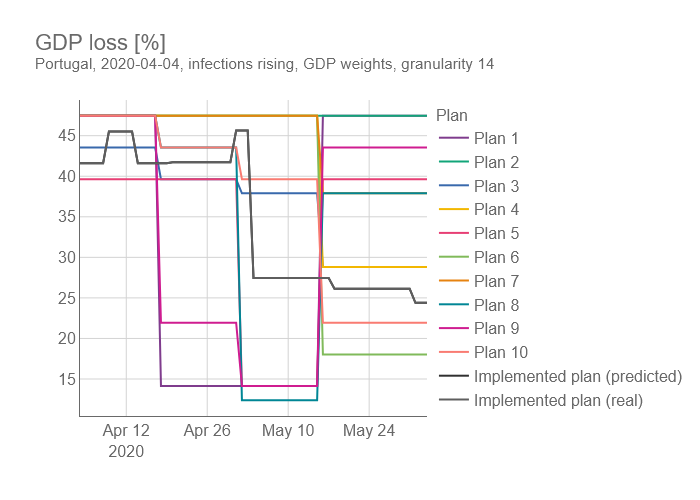 GDP loss [%]
Portugal, 2020-04-04, infections rising, GDP weights, granularity 14
45
40
35
30
25
20
15
Apr 12
2020
Apr 26
May 10
May 24
Plan
Plan 1
Plan 2
Plan 3
Plan 4
Plan 5
Plan 6
Plan 7
Plan 8
Plan 9
Plan 10
Implemented plan (predicted)
Implemented plan (real)